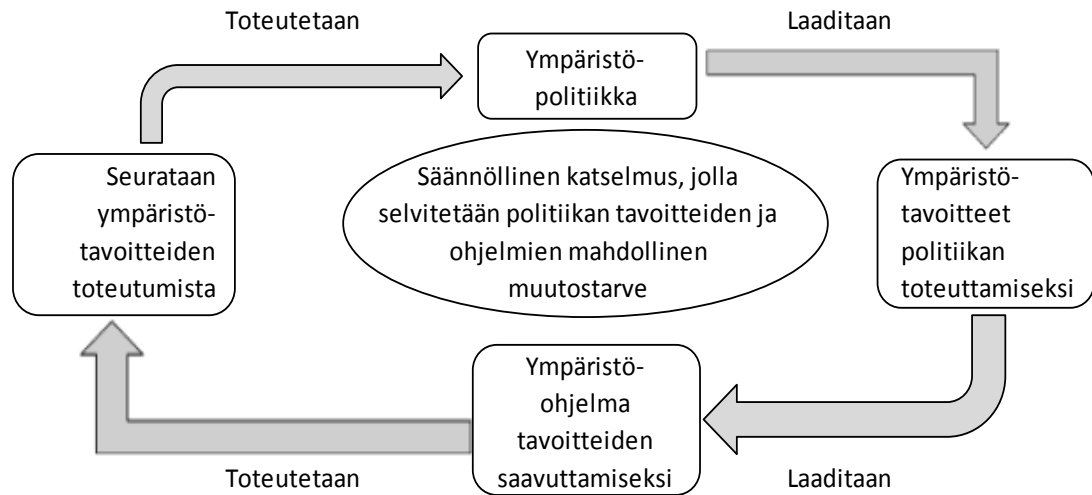 Toteutetaan
Laaditaan
Ympäristö-
politiikka
Säännöllinen katselmus, jolla
selvitetään politiikan tavoitteiden ja
ohjelmien mahdollinen
muutostarve
Seurataan
ympäristö-
tavoitteiden
toteutumista
Ympäristö-
tavoitteet
politiikan
toteuttamiseksi
Ympäristö-
ohjelma
tavoitteiden
saavuttamiseksi
Toteutetaan
Laaditaan